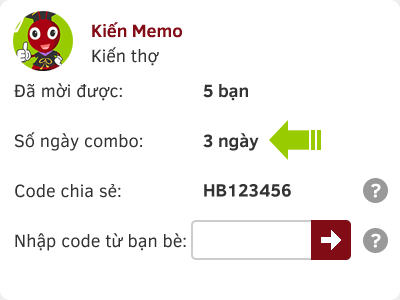 Kiến Memo
Kiến thợ
Đã mời được: 5 bạn
Số ngày combo: 3 ngày
Code chia sẻ: HB123456 ?
Nhập code từ bạn bè: ?